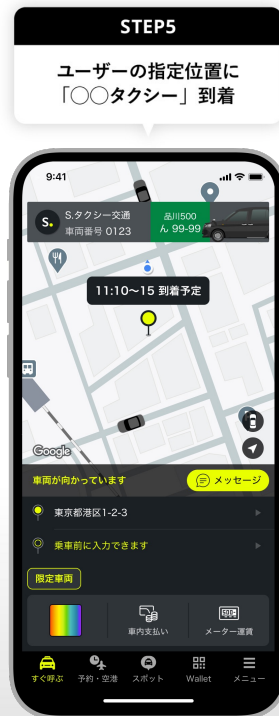 STEP5
ユーザーの指定位置に
「○○タクシー」到着
9:41
S.
S.タクシー交通
車両番号 0123
品川500
ん 99-99
11:10〜15 到着予定
Google
車両が向かっています
メッセージ
東京都港区1-2-3
乗車前に入力できます
限定車両
車内支払い
メーター運賃
すぐ呼ぶ
予約・空港
スポット
Wallet
メニュー